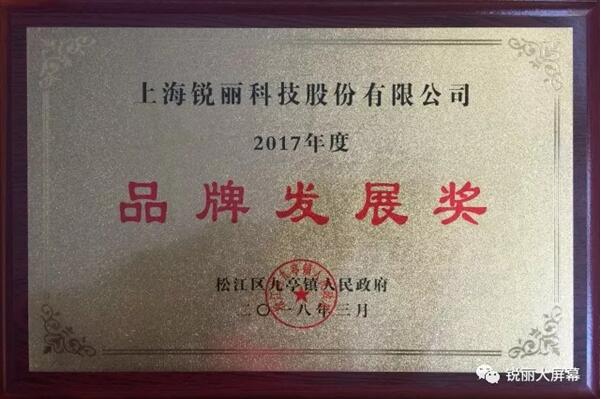 上海锐丽科技股份有限公司
2017年度
品牌发展奖
松江区九亭镇人民政府
二〇一八年三月
锐丽大屏幕